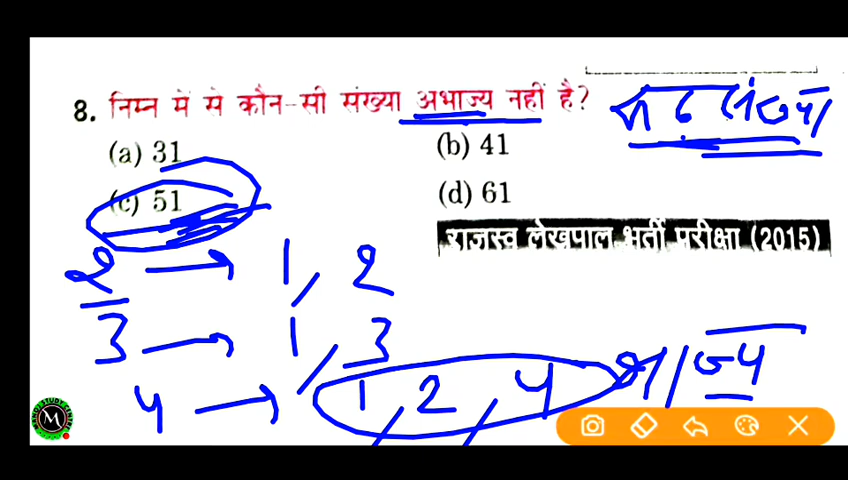 8. निम्न में से कौन-सी संख्या अभाज्य नहीं है?
(a) 31 (b) 41
(c) 51 (d) 61
राजस्व लेखपाल भर्ती परीक्षा (2015)
2 → 1, 2
3 → 1, 3
4 → 1, 2, 4 भाज्य
M